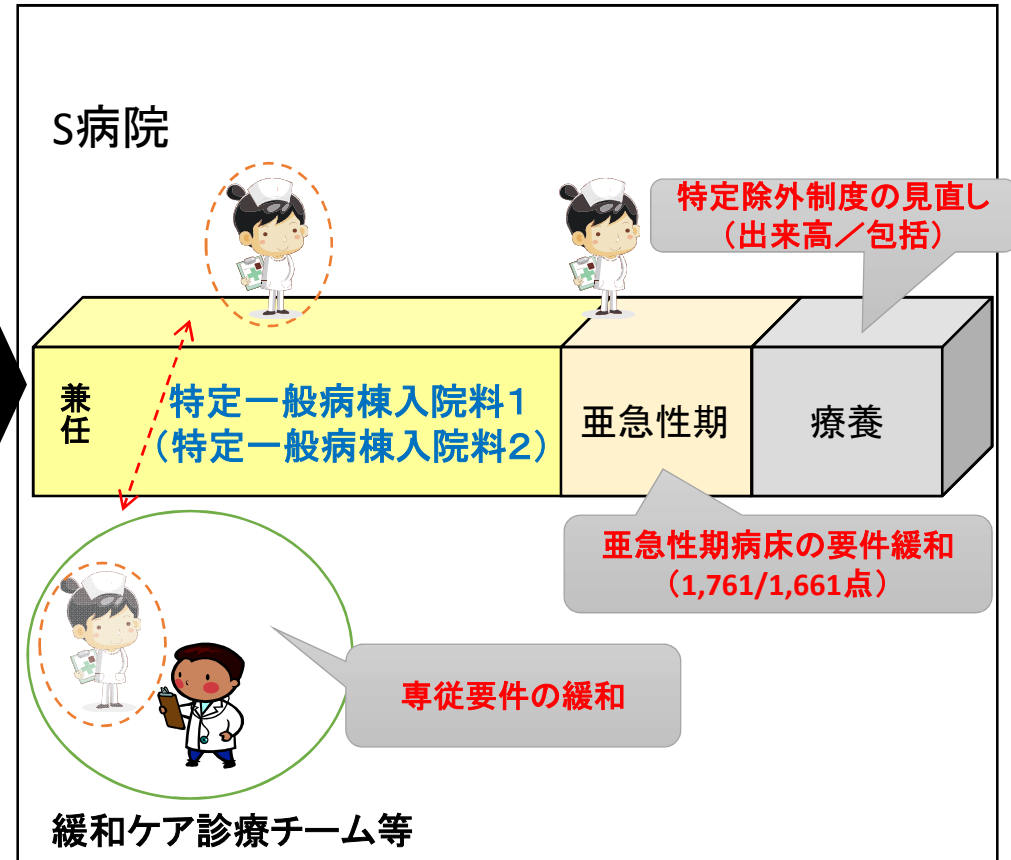 S病院
特定除外制度の見直し
（出来高／包括）
兼任
特定一般病棟入院料１
（特定一般病棟入院料２）
亜急性期
療養
亜急性期病床の要件緩和
（1,761/1,661点）
専従要件の緩和
緩和ケア診療チーム等